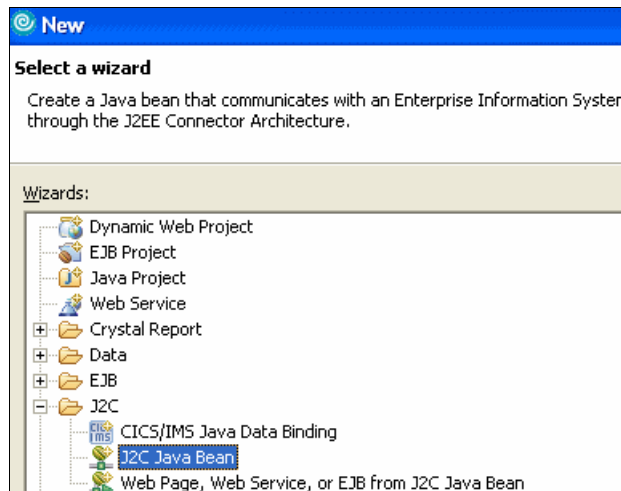 New
Select a wizard
Create a Java bean that communicates with an Enterprise Information System
through the J2EE Connector Architecture.
Wizards:
Dynamic Web Project
EJB Project
Java Project
Web Service
Crystal Report
Data
EJB
J2C
CICS/IMS Java Data Binding
J2C Java Bean
Web Page, Web Service, or EJB from J2C Java Bean